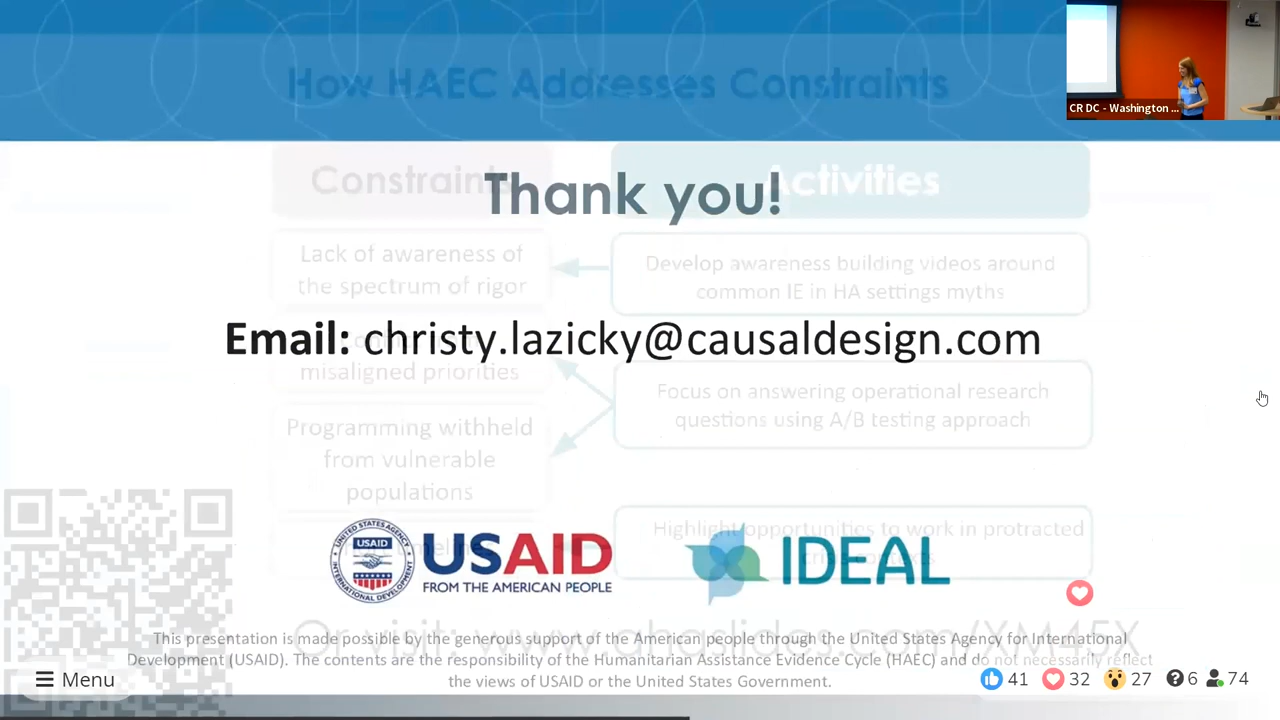 How HAEC Addresses Constraints
CR DC - Washington ...
Constraints
Activities
Thank you!
Lack of awareness of
the spectrum of rigor
Develop awareness building videos around
common IE in HA settings myths
Email: christy.lazicky@causaldesign.com
misaligned priorities
Focus on answering operational research
questions using A/B testing approach
Programming withheld
from vulnerable
populations
Highlight opportunities to work in protracted
UNITED STATES AGENCY
USAID
INTERNATIONAL DEVELOPMENT
USAID
FROM THE AMERICAN PEOPLE
IDEAL
Or visit: www.ahaslides.com/XM45X
This presentation is made possible by the generous support of the American people through the United States Agency for International
Development (USAID). The contents are the responsibility of the Humanitarian Assistance Evidence Cycle (HAEC) and do not necessarily reflect
the views of USAID or the United States Government.
Menu
41
32
27
6
74